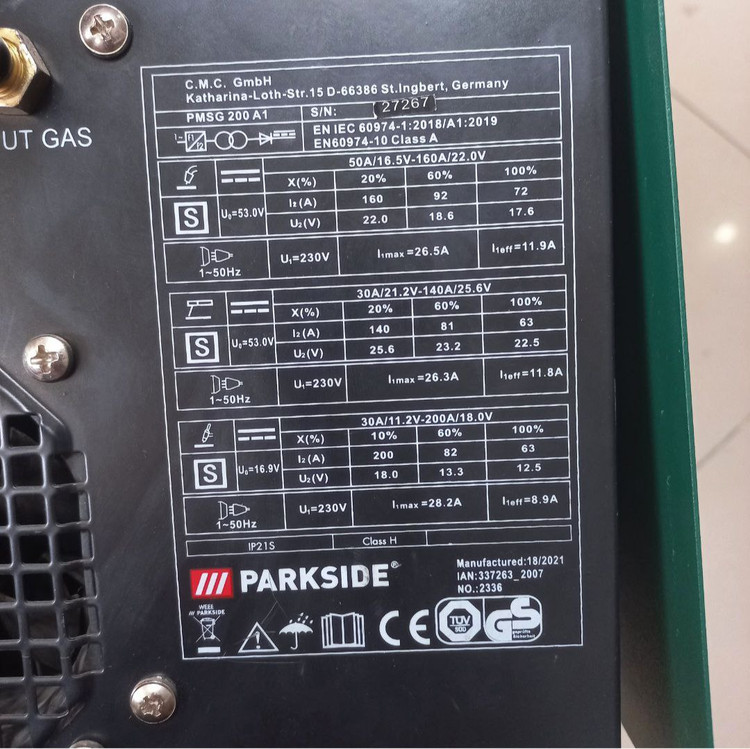 UT GAS
C.M.C. GmbH
Katharina-Loth-Str.15 D-66386 St.Ingbert, Germany
PMSG 200 A1 S/N: 27267
1~ f1 f2 EN IEC 60974-1:2018/A1:2019
EN60974-10 Class A
50A/16.5V-160A/22.0V
X(%) 20% 60% 100%
S U₀=53.0V I₂(A) 160 92 72
U₂(V) 22.0 18.6 17.6
1~50Hz U₁=230V I₁max=26.5A I₁eff=11.9A
30A/21.2V-140A/25.6V
X(%) 20% 60% 100%
S U₀=53.0V I₂(A) 140 81 63
U₂(V) 25.6 23.2 22.5
1~50Hz U₁=230V I₁max=26.3A I₁eff=11.8A
30A/11.2V-200A/18.0V
X(%) 10% 60% 100%
S U₀=16.9V I₂(A) 200 82 63
U₂(V) 18.0 13.3 12.5
1~50Hz U₁=230V I₁max=28.2A I₁eff=8.9A
IP21S Class H
/// PARKSIDE®
Manufactured:18/2021
IAN:337263_2007
NO.:2336
WEEE
/// PARKSIDE
CE TÜV SÜD GS geprüfte Sicherheit